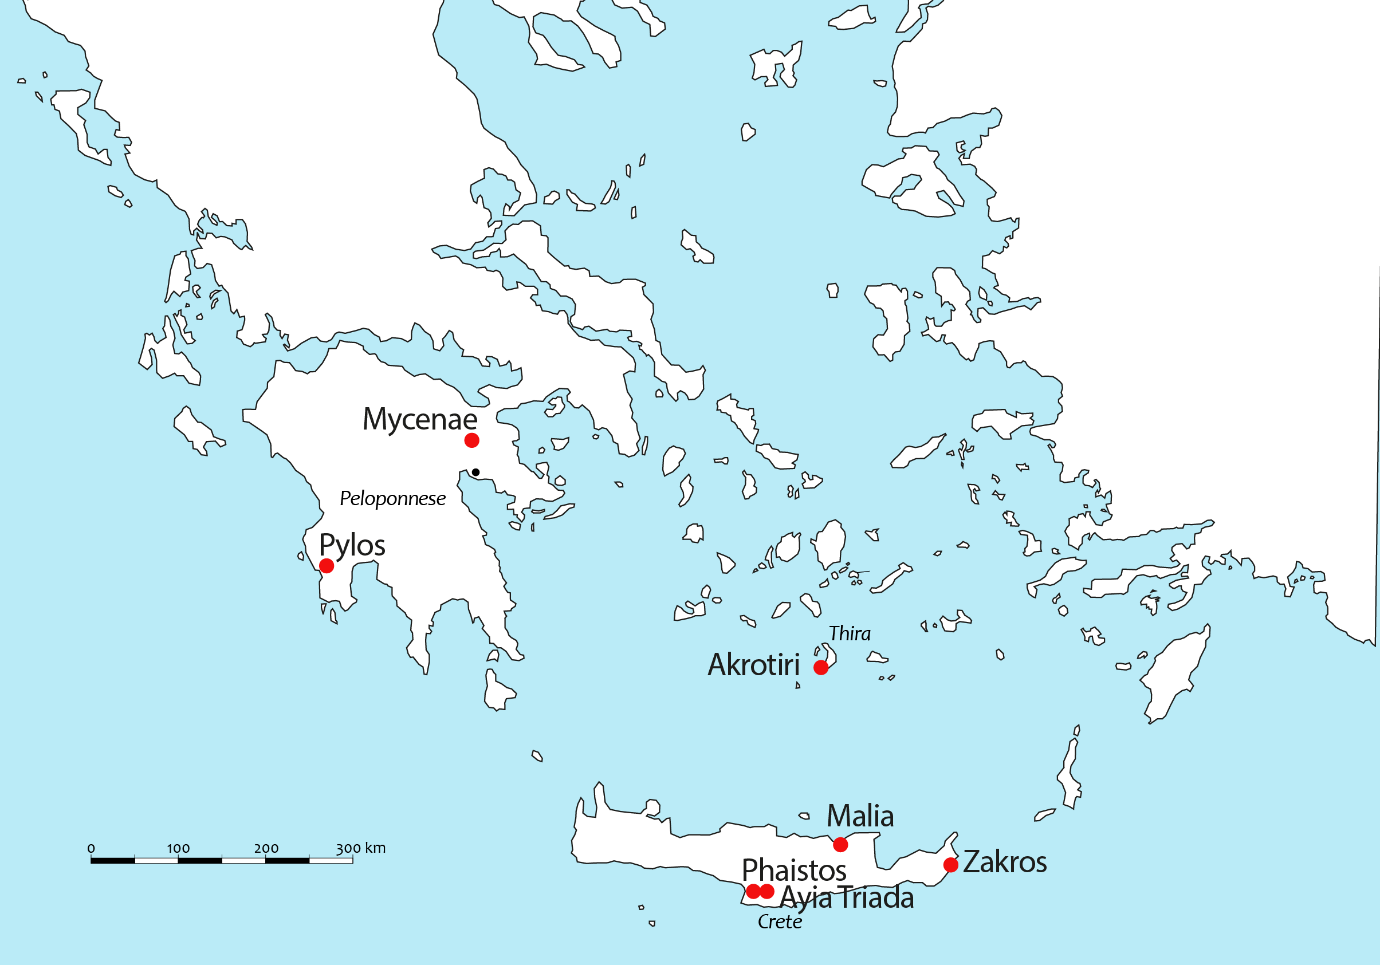 Mycenae
Peloponnese
Pylos
Thira
Akrotiri
Malia
0 100 200 300 km
Zakros
Phaistos
Ayia Triada
Crete